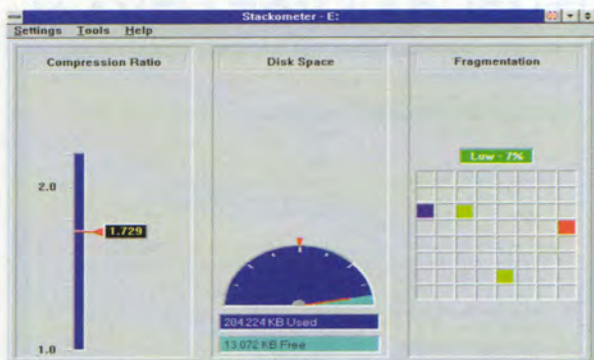 Stackometer - E:
Settings Tools Help
Compression Ratio
Disk Space
Fragmentation
Low - 7%
2.0
1.729
1.0
284,224 KB Used
13,072 KB Free